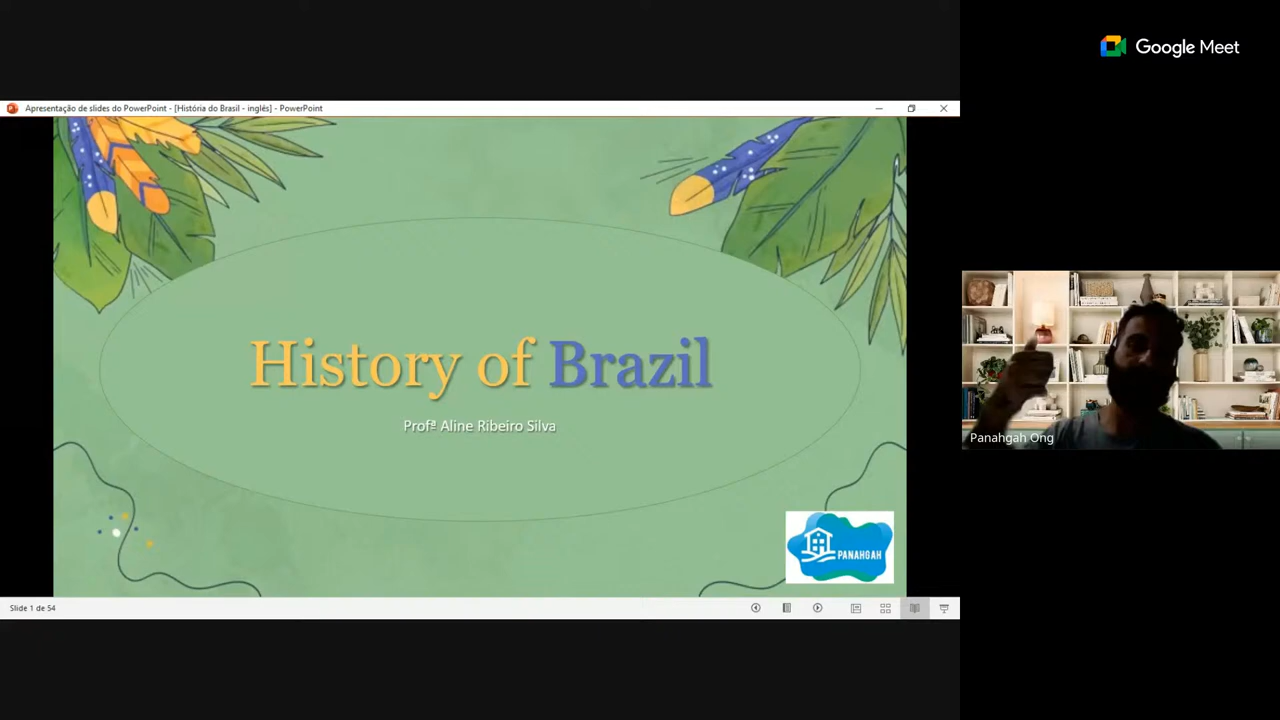 Google Meet
Apresentação de slides do PowerPoint - [História do Brasil - inglês] - PowerPoint
History of Brazil
Profª Aline Ribeiro Silva
PANAHGAH
Panahgah Ong
Slide 1 de 54